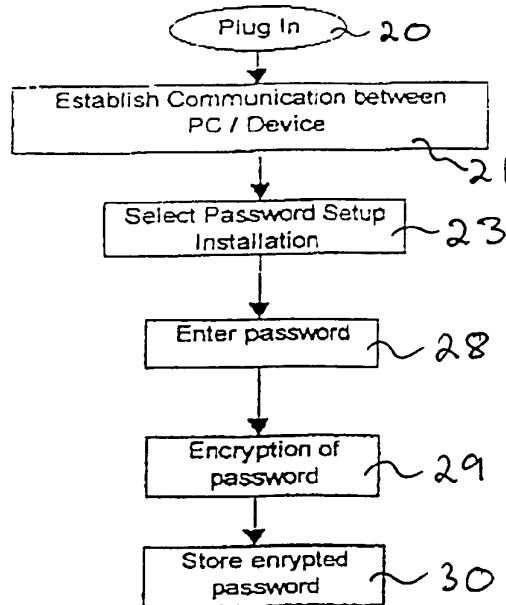 Plug In
20
Establish Communication between
PC / Device
21
Select Password Setup
Installation
23
Enter password
28
Encryption of
password
29
Store enrypted
password
30